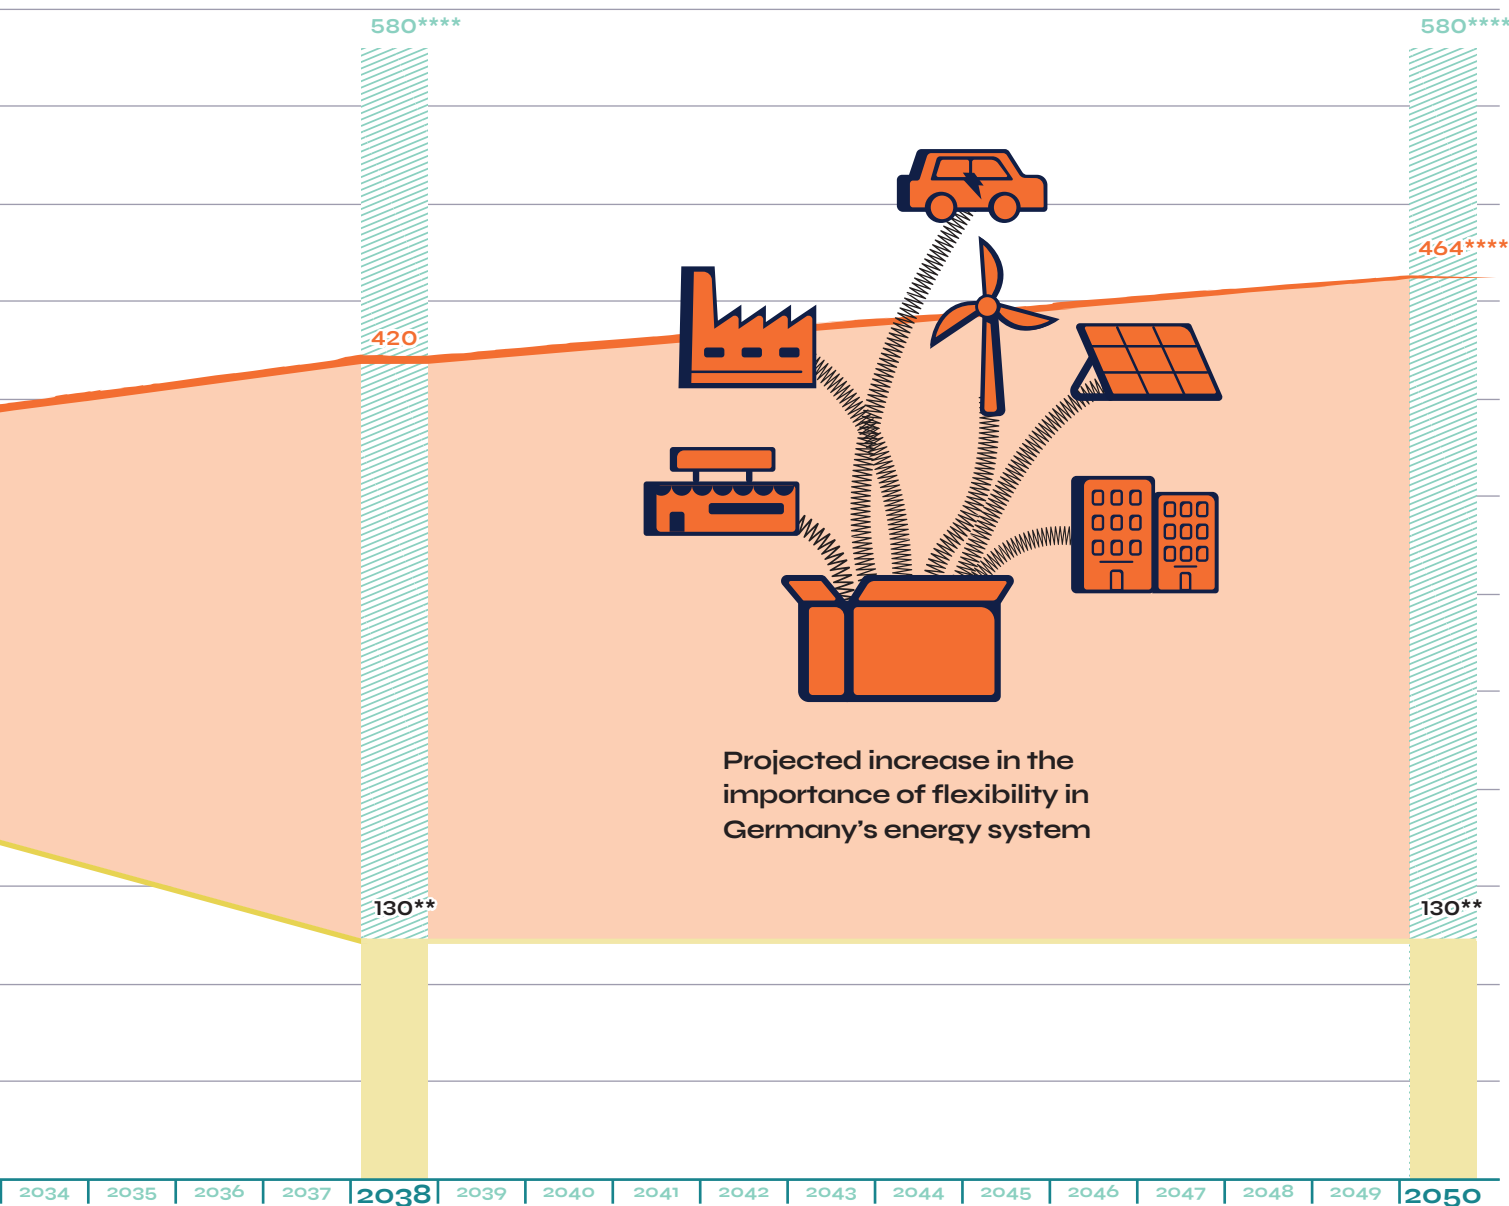 580**** 580****
464****
420
Projected increase in the
importance of flexibility in
Germany's energy system
130** 130**
2034 2035 2036 2037 2038 2039 2040 2041 2042 2043 2044 2045 2046 2047 2048 2049 2050